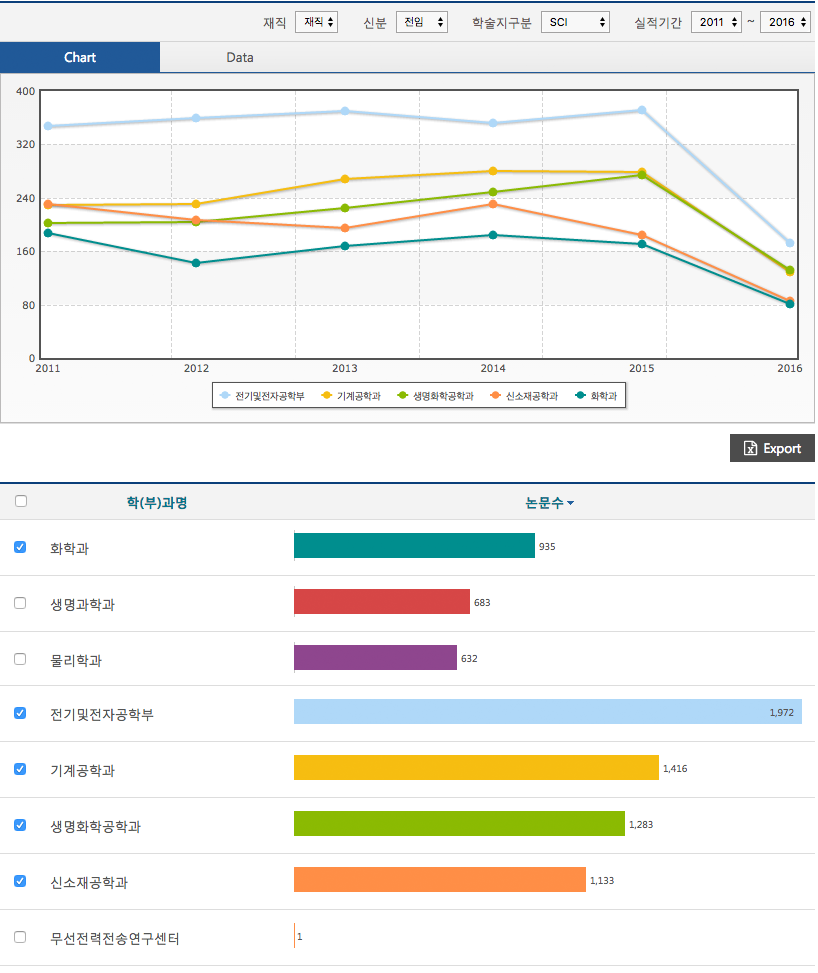 재직 재직 신분 전임 학술지구분 SCI 실적기간 2011 ~ 2016
Chart Data
400
320
240
160
80
0
2011 2012 2013 2014 2015 2016
전기및전자공학부 기계공학과 생명화학공학과 신소재공학과 화학과
Export
학(부)과명 논문수
화학과 935
생명과학과 683
물리학과 632
전기및전자공학부 1,972
기계공학과 1,416
생명화학공학과 1,283
신소재공학과 1,133
무선전력전송연구센터 1